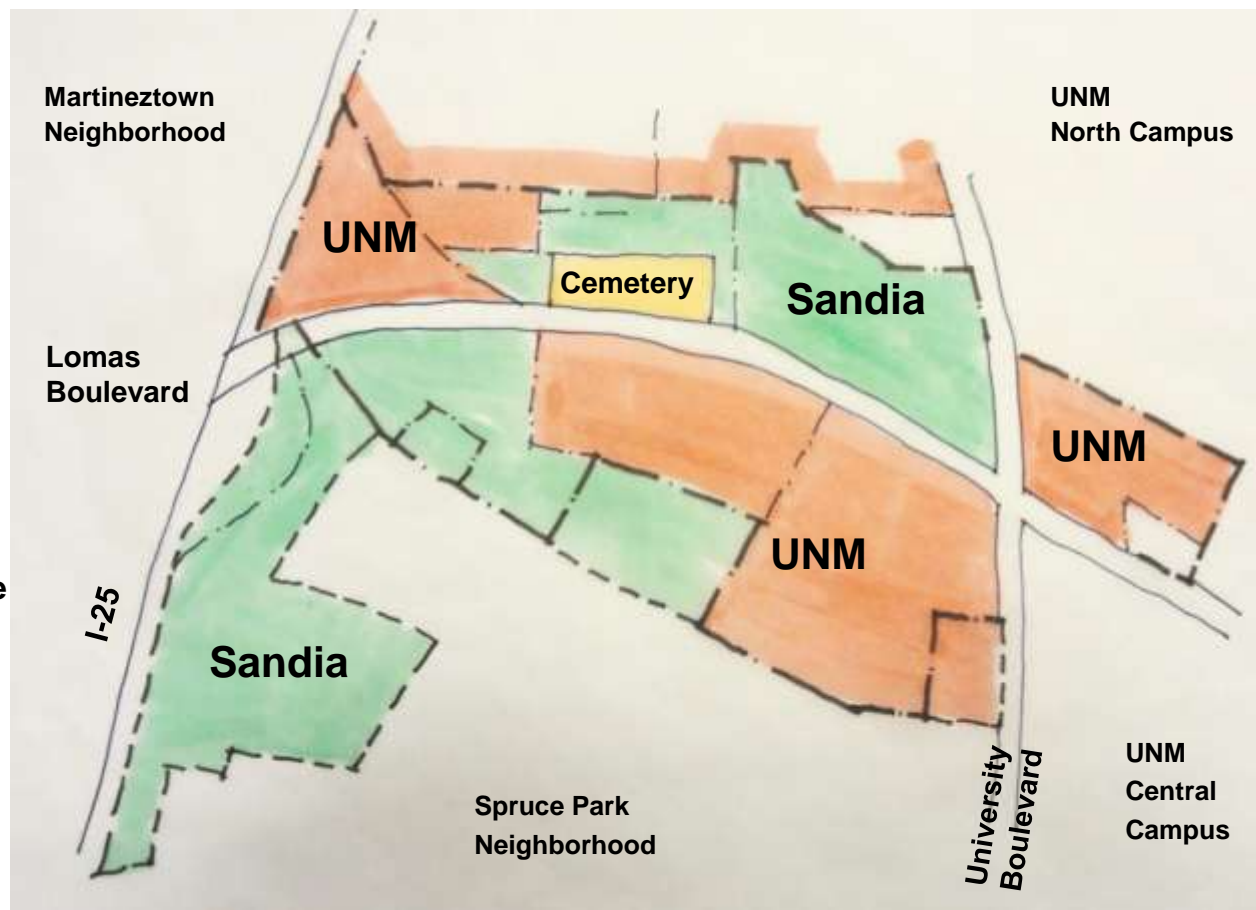 Martineztown
Neighborhood
UNM
North Campus
UNM
Cemetery
Sandia
Lomas
Boulevard
UNM
UNM
e
I-25
Sandia
UNM
Central
Campus
University
Boulevard
Spruce Park
Neighborhood